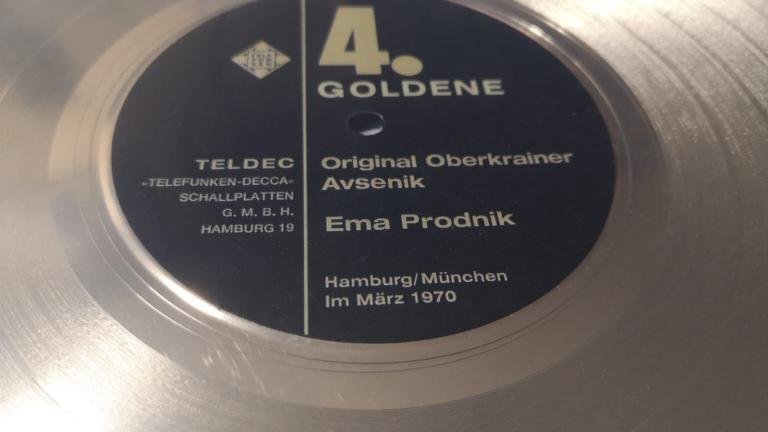 4.
GOLDENE
TELDEC
»TELEFUNKEN-DECCA«
SCHALLPLATTEN
G. M. B. H.
HAMBURG 19
Original Oberkrainer
Avsenik
Ema Prodnik
Hamburg/München
Im März 1970